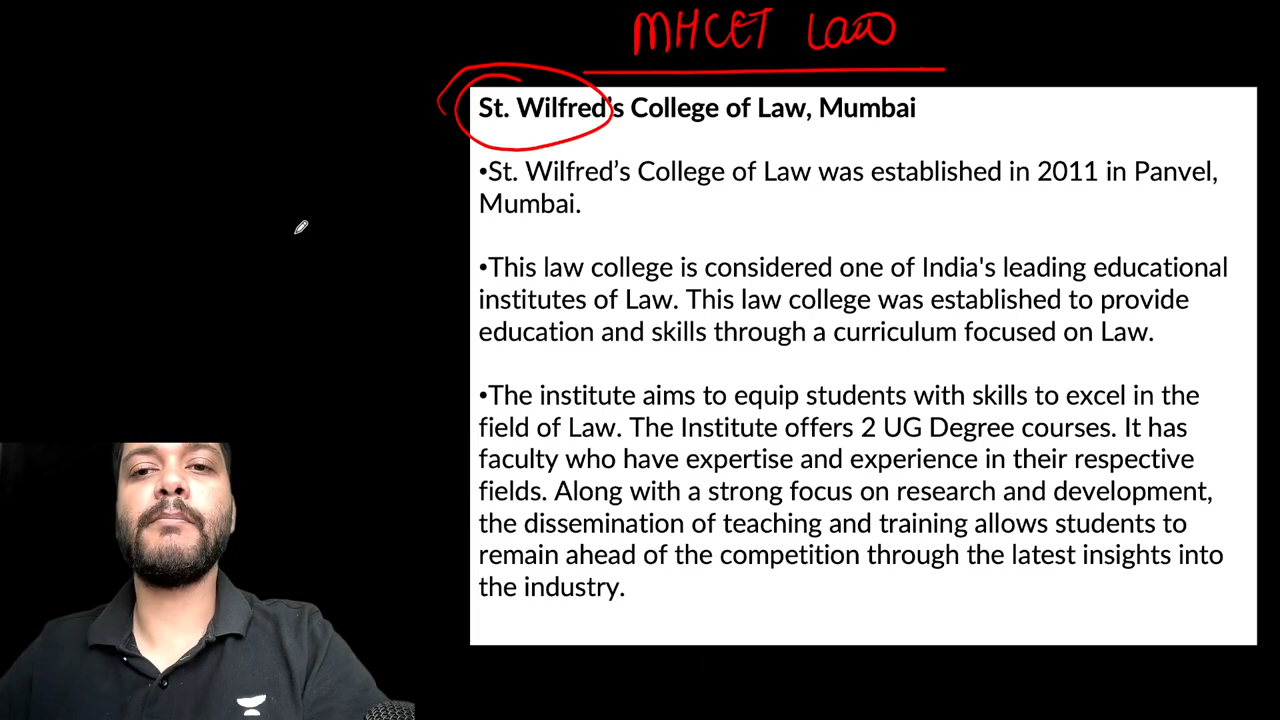 MHCET Law
St. Wilfred's College of Law, Mumbai
•St. Wilfred’s College of Law was established in 2011 in Panvel,
Mumbai.
•This law college is considered one of India's leading educational
institutes of Law. This law college was established to provide
education and skills through a curriculum focused on Law.
•The institute aims to equip students with skills to excel in the
field of Law. The Institute offers 2 UG Degree courses. It has
faculty who have expertise and experience in their respective
fields. Along with a strong focus on research and development,
the dissemination of teaching and training allows students to
remain ahead of the competition through the latest insights into
the industry.